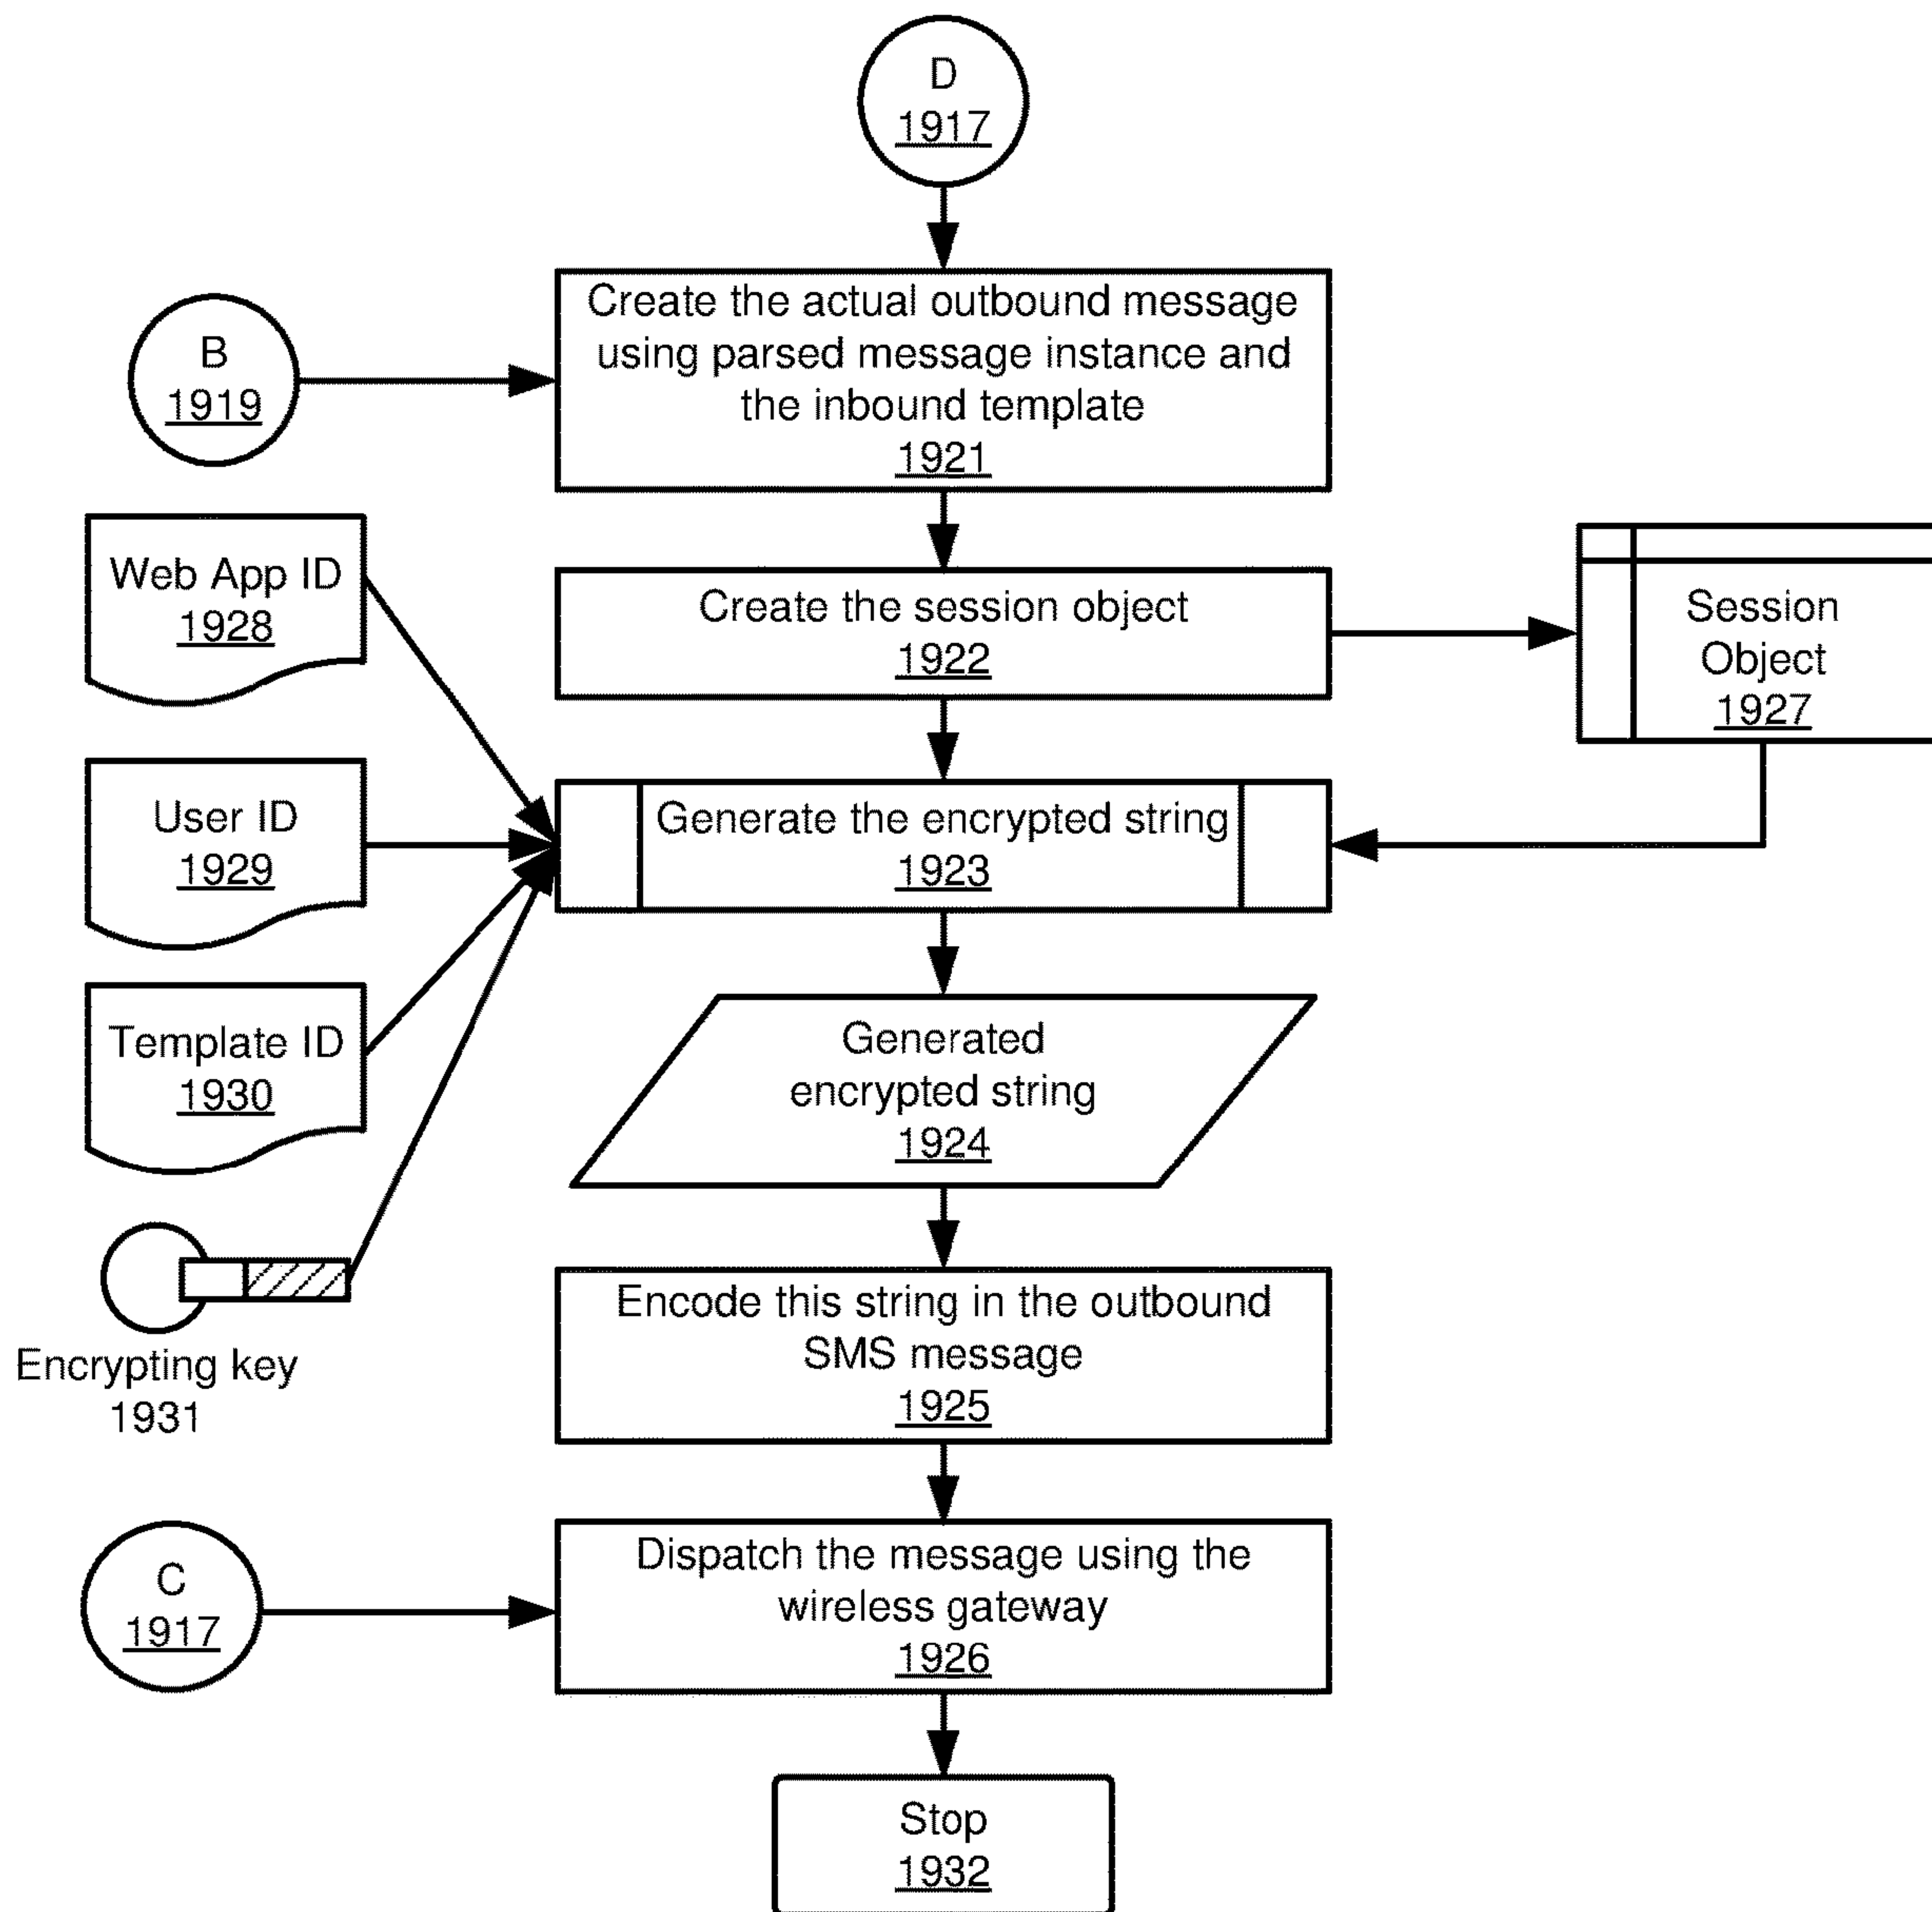 D
1917
Create the actual outbound message
using parsed message instance and
the inbound template
1921
B
1919
Web App ID
1928
Create the session object
1922
Session
Object
1927
User ID
1929
Generate the encrypted string
1923
Template ID
1930
Generated
encrypted string
1924
Encrypting key
1931
Encode this string in the outbound
SMS message
1925
C
1917
Dispatch the message using the
wireless gateway
1926
Stop
1932